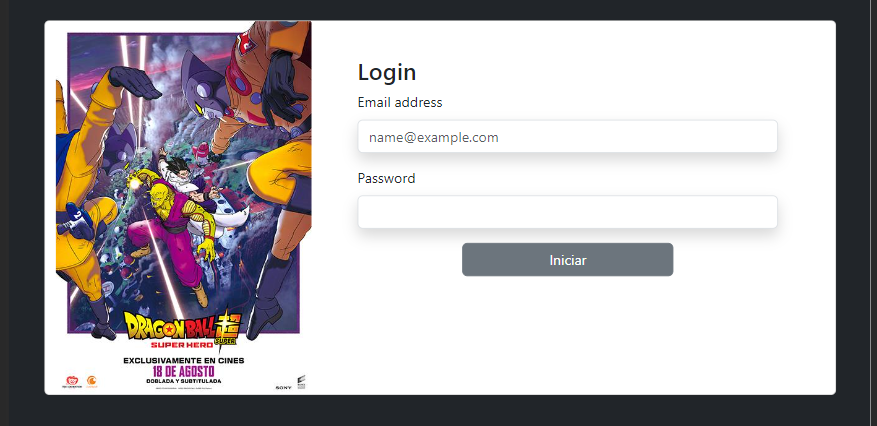 Login
Email address
name@example.com
Password
Iniciar
2
DRAGON BALL
SUPER
SUPER HERO
EXCLUSIVAMENTE EN CINES
18 DE AGOSTO
DOBLADA Y SUBTITULADA
SONY